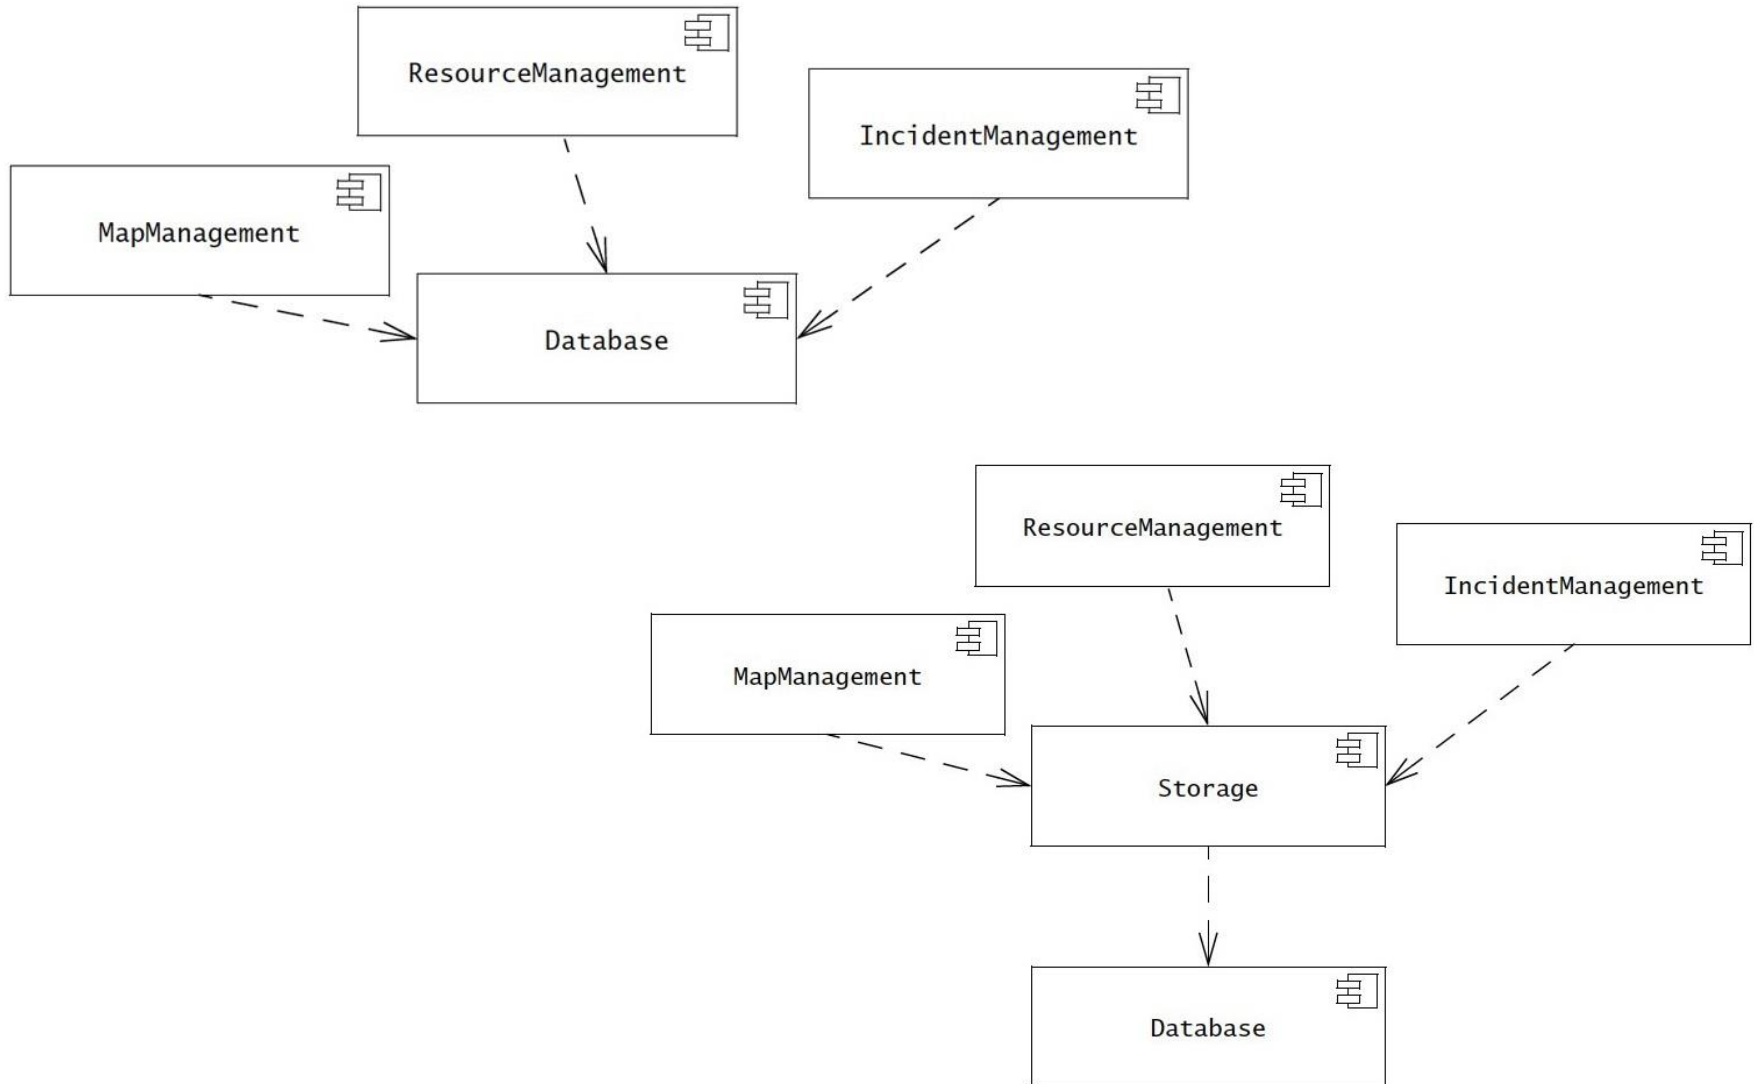 ResourceManagement
IncidentManagement
MapManagement
Database
ResourceManagement
IncidentManagement
MapManagement
Storage
Database